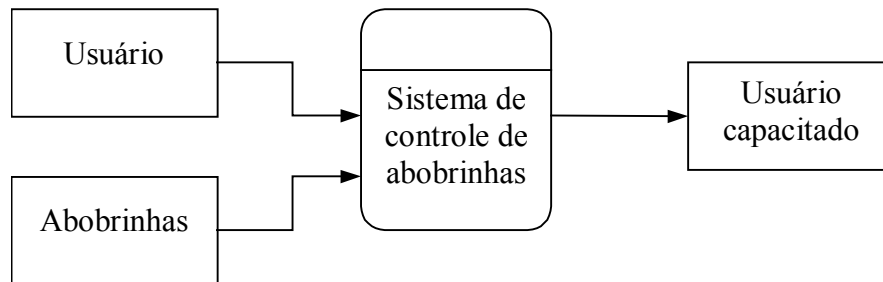 Usuário
Abobrinhas
Sistema de
controle de
abobrinhas
Usuário
capacitado